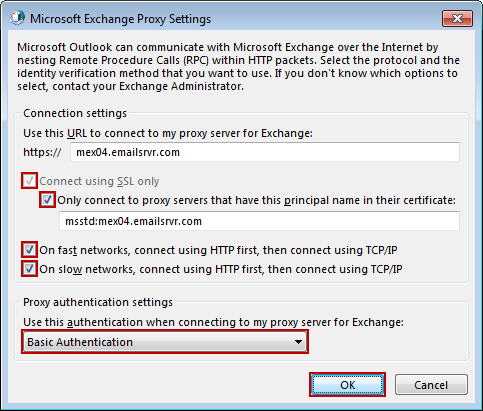 Microsoft Exchange Proxy Settings
Microsoft Outlook can communicate with Microsoft Exchange over the Internet by
nesting Remote Procedure Calls (RPC) within HTTP packets. Select the protocol and the
identity verification method that you want to use. If you don't know which options to
select, contact your Exchange Administrator.
Connection settings
Use this URL to connect to my proxy server for Exchange:
https:// mex04.emailsrvr.com
Connect using SSL only
Only connect to proxy servers that have this principal name in their certificate:
msstd:mex04.emailsrvr.com
On fast networks, connect using HTTP first, then connect using TCP/IP
On slow networks, connect using HTTP first, then connect using TCP/IP
Proxy authentication settings
Use this authentication when connecting to my proxy server for Exchange:
Basic Authentication
OK Cancel